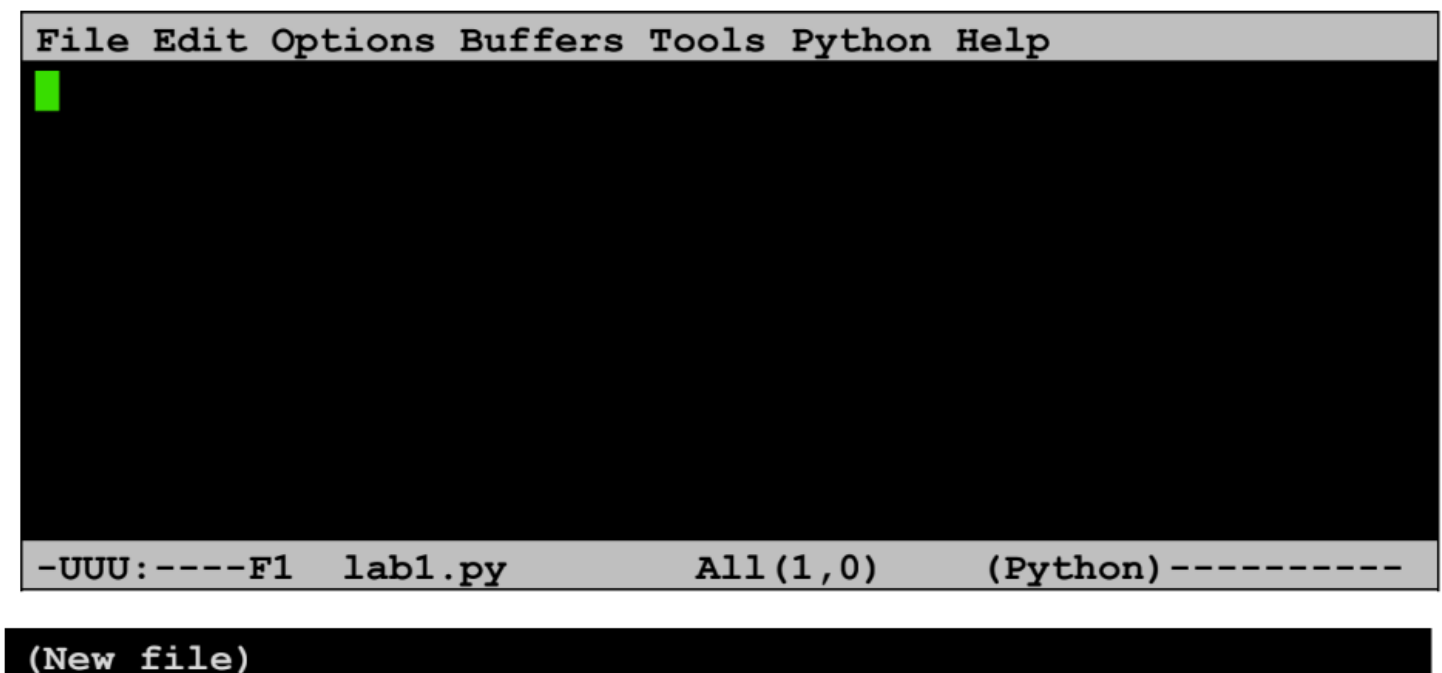 File Edit Options Buffers Tools Python Help
-UUU:----F1 lab1.py All(1,0) (Python)----------
(New file)